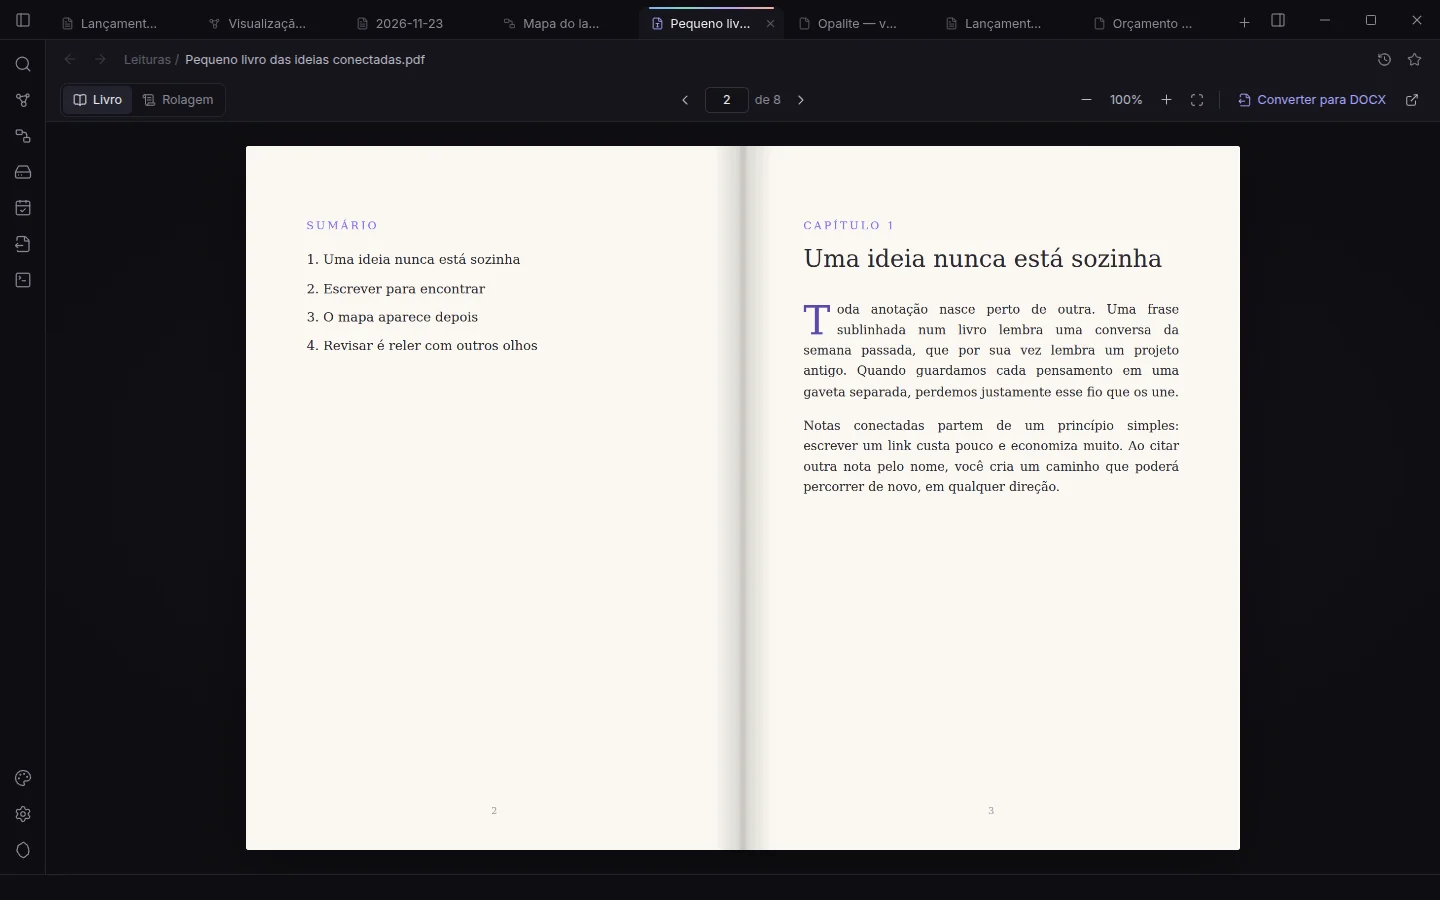 Lançament...
Visualizaçã...
2026-11-23
Mapa do la...
Pequeno liv...
Opalite — v...
Lançament...
Orçamento ...
Leituras / Pequeno livro das ideias conectadas.pdf
Livro
Rolagem
2 de 8
100%
Converter para DOCX
SUMÁRIO
1. Uma ideia nunca está sozinha
2. Escrever para encontrar
3. O mapa aparece depois
4. Revisar é reler com outros olhos
2
CAPÍTULO 1
Uma ideia nunca está sozinha
Toda anotação nasce perto de outra. Uma frase
sublinhada num livro lembra uma conversa da
semana passada, que por sua vez lembra um projeto
antigo. Quando guardamos cada pensamento em uma
gaveta separada, perdemos justamente esse fio que os une.
Notas conectadas partem de um princípio simples:
escrever um link custa pouco e economiza muito. Ao citar
outra nota pelo nome, você cria um caminho que poderá
percorrer de novo, em qualquer direção.
3